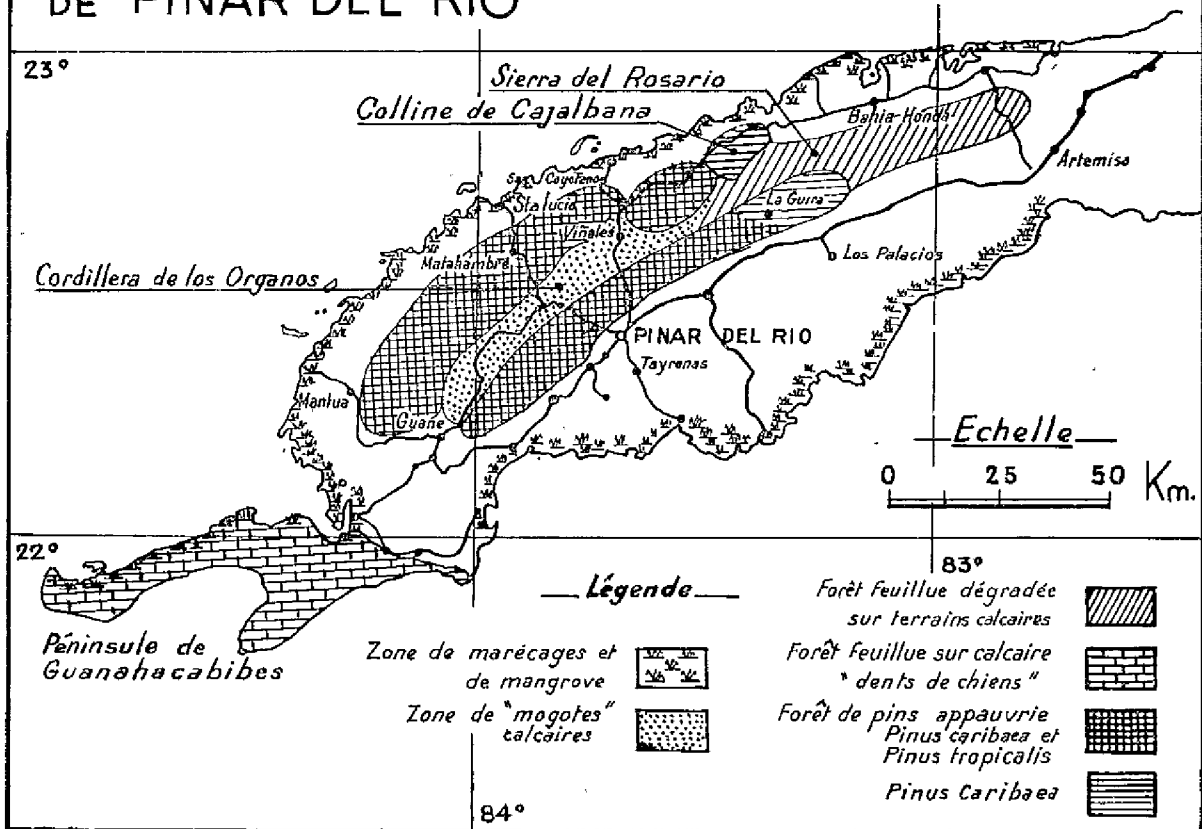 DE PINAR DEL RIO
23°
Sierra del Rosario
Colline de Cajalbana
Bahia-Honda
Artemisa
San Cayetano
Sta lucia
La Guira
Viñales
Matahambre
Los Palacios
Cordillera de los Organos
PINAR DEL RIO
Tayronas
Mantua
Guane
Echelle
0 25 50 Km.
22°
83°
Légende
Péninsule de
Guanahacabibes
Zone de marécages et
de mangrove
Zone de "mogotes"
calcaires
Forêt feuillue dégradée
sur terrains calcaires
Forêt feuillue sur calcaire
"dents de chiens"
Forêt de pins appauvrie
Pinus caribaea et
Pinus tropicalis
Pinus Caribaea
84°